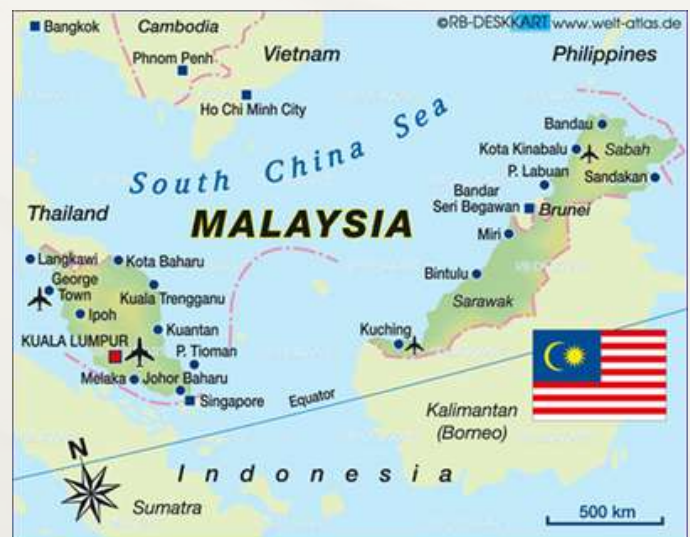 ©RB-DESKKART www.welt-atlas.de
Bangkok
Cambodia
Phnom Penh
Vietnam
Philippines
Ho Chi Minh City
South China Sea
Bandau
Kota Kinabalu
Sabah
P. Labuan
Sandakan
Bandar
Seri Begawan
Brunei
Thailand
MALAYSIA
Miri
Langkawi
Kota Baharu
George
Town
Kuala Trengganu
Bintulu
Ipoh
Sarawak
Kuantan
Kuching
KUALA LUMPUR
P. Tioman
Melaka
Johor Baharu
Singapore
Equator
Kalimantan
(Borneo)
N
Indonesia
Sumatra
500 km